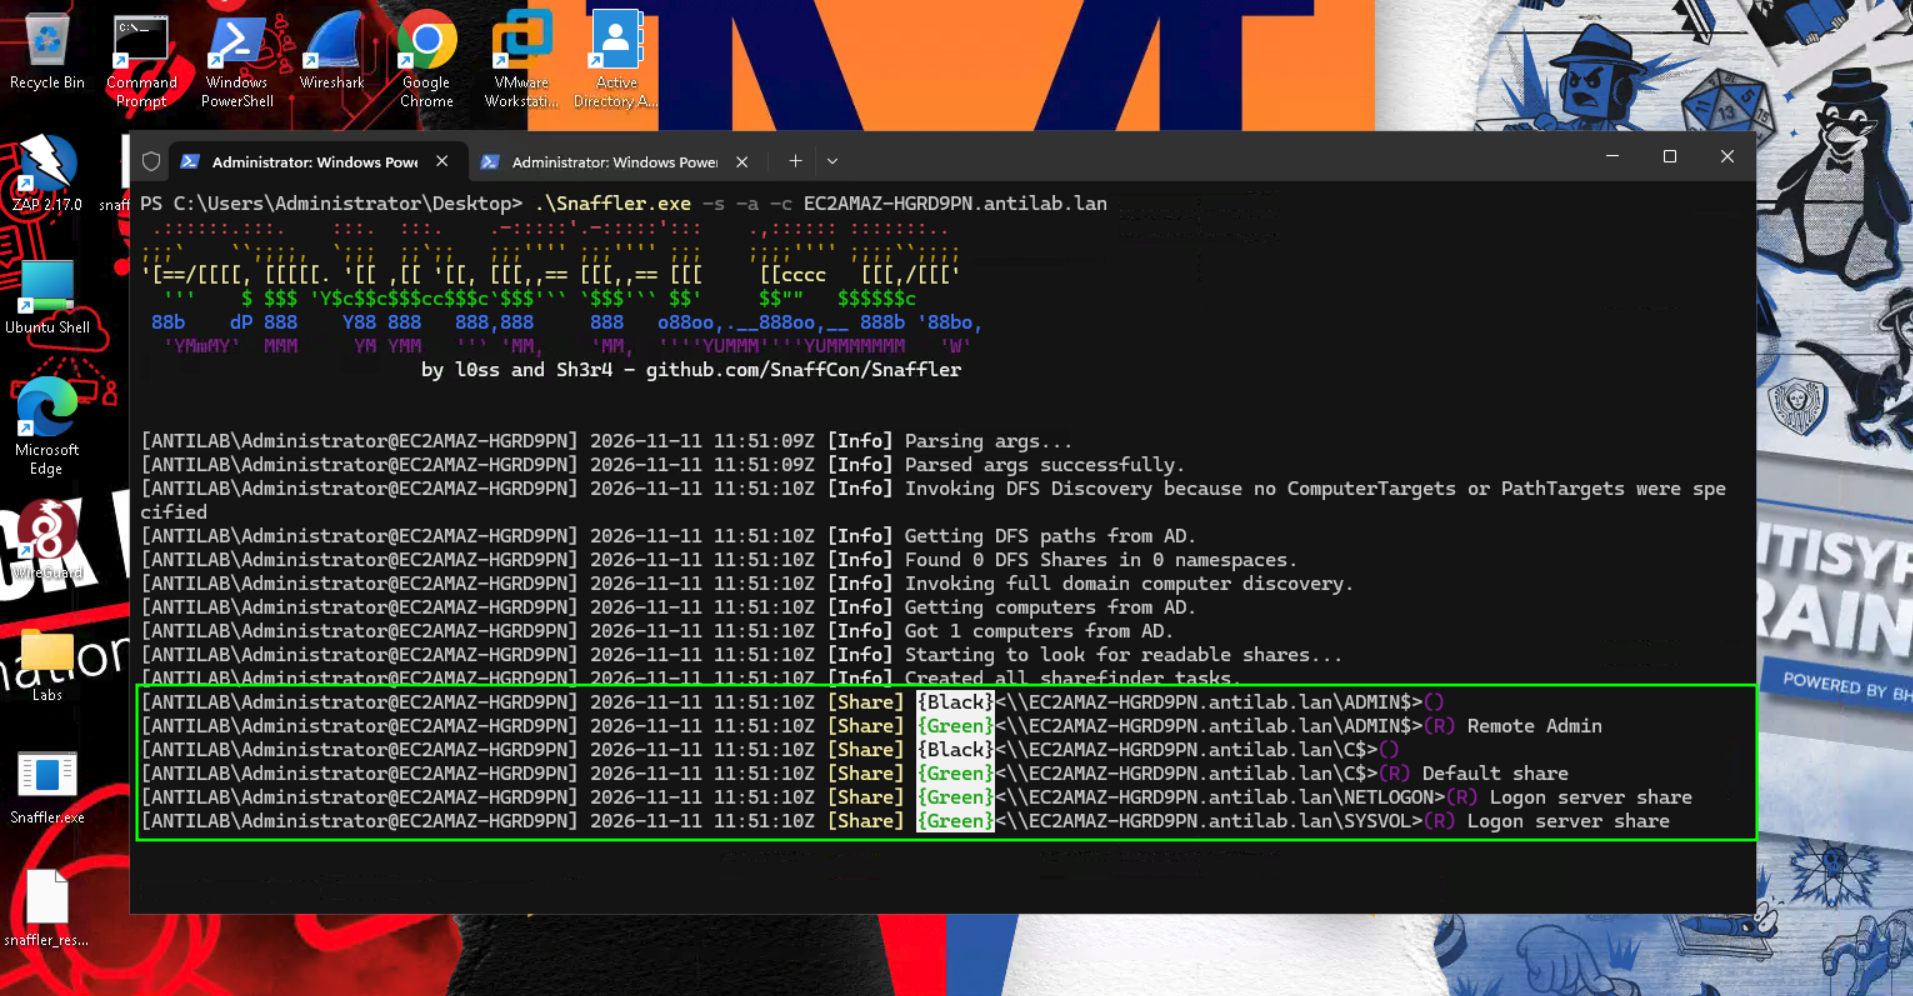 Recycle Bin
Command
Prompt
Windows
PowerShell
Wireshark
Google
Chrome
VMware
Workstati...
Active
Directory A...
ZAP 2.17.0
snaff
Ubuntu Shell
Microsoft
Edge
WireGuard
Labs
Snaffler.exe
snaffler_res...
Administrator: Windows Powe
Administrator: Windows Power
PS C:\Users\Administrator\Desktop> .\Snaffler.exe -s -a -c EC2AMAZ-HGRD9PN.antilab.lan
by l0ss and Sh3r4 - github.com/SnaffCon/Snaffler
[ANTILAB\Administrator@EC2AMAZ-HGRD9PN] 2026-11-11 11:51:09Z [Info] Parsing args...
[ANTILAB\Administrator@EC2AMAZ-HGRD9PN] 2026-11-11 11:51:09Z [Info] Parsed args successfully.
[ANTILAB\Administrator@EC2AMAZ-HGRD9PN] 2026-11-11 11:51:10Z [Info] Invoking DFS Discovery because no ComputerTargets or PathTargets were spe
cified
[ANTILAB\Administrator@EC2AMAZ-HGRD9PN] 2026-11-11 11:51:10Z [Info] Getting DFS paths from AD.
[ANTILAB\Administrator@EC2AMAZ-HGRD9PN] 2026-11-11 11:51:10Z [Info] Found 0 DFS Shares in 0 namespaces.
[ANTILAB\Administrator@EC2AMAZ-HGRD9PN] 2026-11-11 11:51:10Z [Info] Invoking full domain computer discovery.
[ANTILAB\Administrator@EC2AMAZ-HGRD9PN] 2026-11-11 11:51:10Z [Info] Getting computers from AD.
[ANTILAB\Administrator@EC2AMAZ-HGRD9PN] 2026-11-11 11:51:10Z [Info] Got 1 computers from AD.
[ANTILAB\Administrator@EC2AMAZ-HGRD9PN] 2026-11-11 11:51:10Z [Info] Starting to look for readable shares...
[ANTILAB\Administrator@EC2AMAZ-HGRD9PN] 2026-11-11 11:51:10Z [Info] Created all sharefinder tasks.
[ANTILAB\Administrator@EC2AMAZ-HGRD9PN] 2026-11-11 11:51:10Z [Share] {Black}<\\EC2AMAZ-HGRD9PN.antilab.lan\ADMIN$>()
[ANTILAB\Administrator@EC2AMAZ-HGRD9PN] 2026-11-11 11:51:10Z [Share] {Green}<\\EC2AMAZ-HGRD9PN.antilab.lan\ADMIN$>(R) Remote Admin
[ANTILAB\Administrator@EC2AMAZ-HGRD9PN] 2026-11-11 11:51:10Z [Share] {Black}<\\EC2AMAZ-HGRD9PN.antilab.lan\C$>()
[ANTILAB\Administrator@EC2AMAZ-HGRD9PN] 2026-11-11 11:51:10Z [Share] {Green}<\\EC2AMAZ-HGRD9PN.antilab.lan\C$>(R) Default share
[ANTILAB\Administrator@EC2AMAZ-HGRD9PN] 2026-11-11 11:51:10Z [Share] {Green}<\\EC2AMAZ-HGRD9PN.antilab.lan\NETLOGON>(R) Logon server share
[ANTILAB\Administrator@EC2AMAZ-HGRD9PN] 2026-11-11 11:51:10Z [Share] {Green}<\\EC2AMAZ-HGRD9PN.antilab.lan\SYSVOL>(R) Logon server share
POWERED BY BH